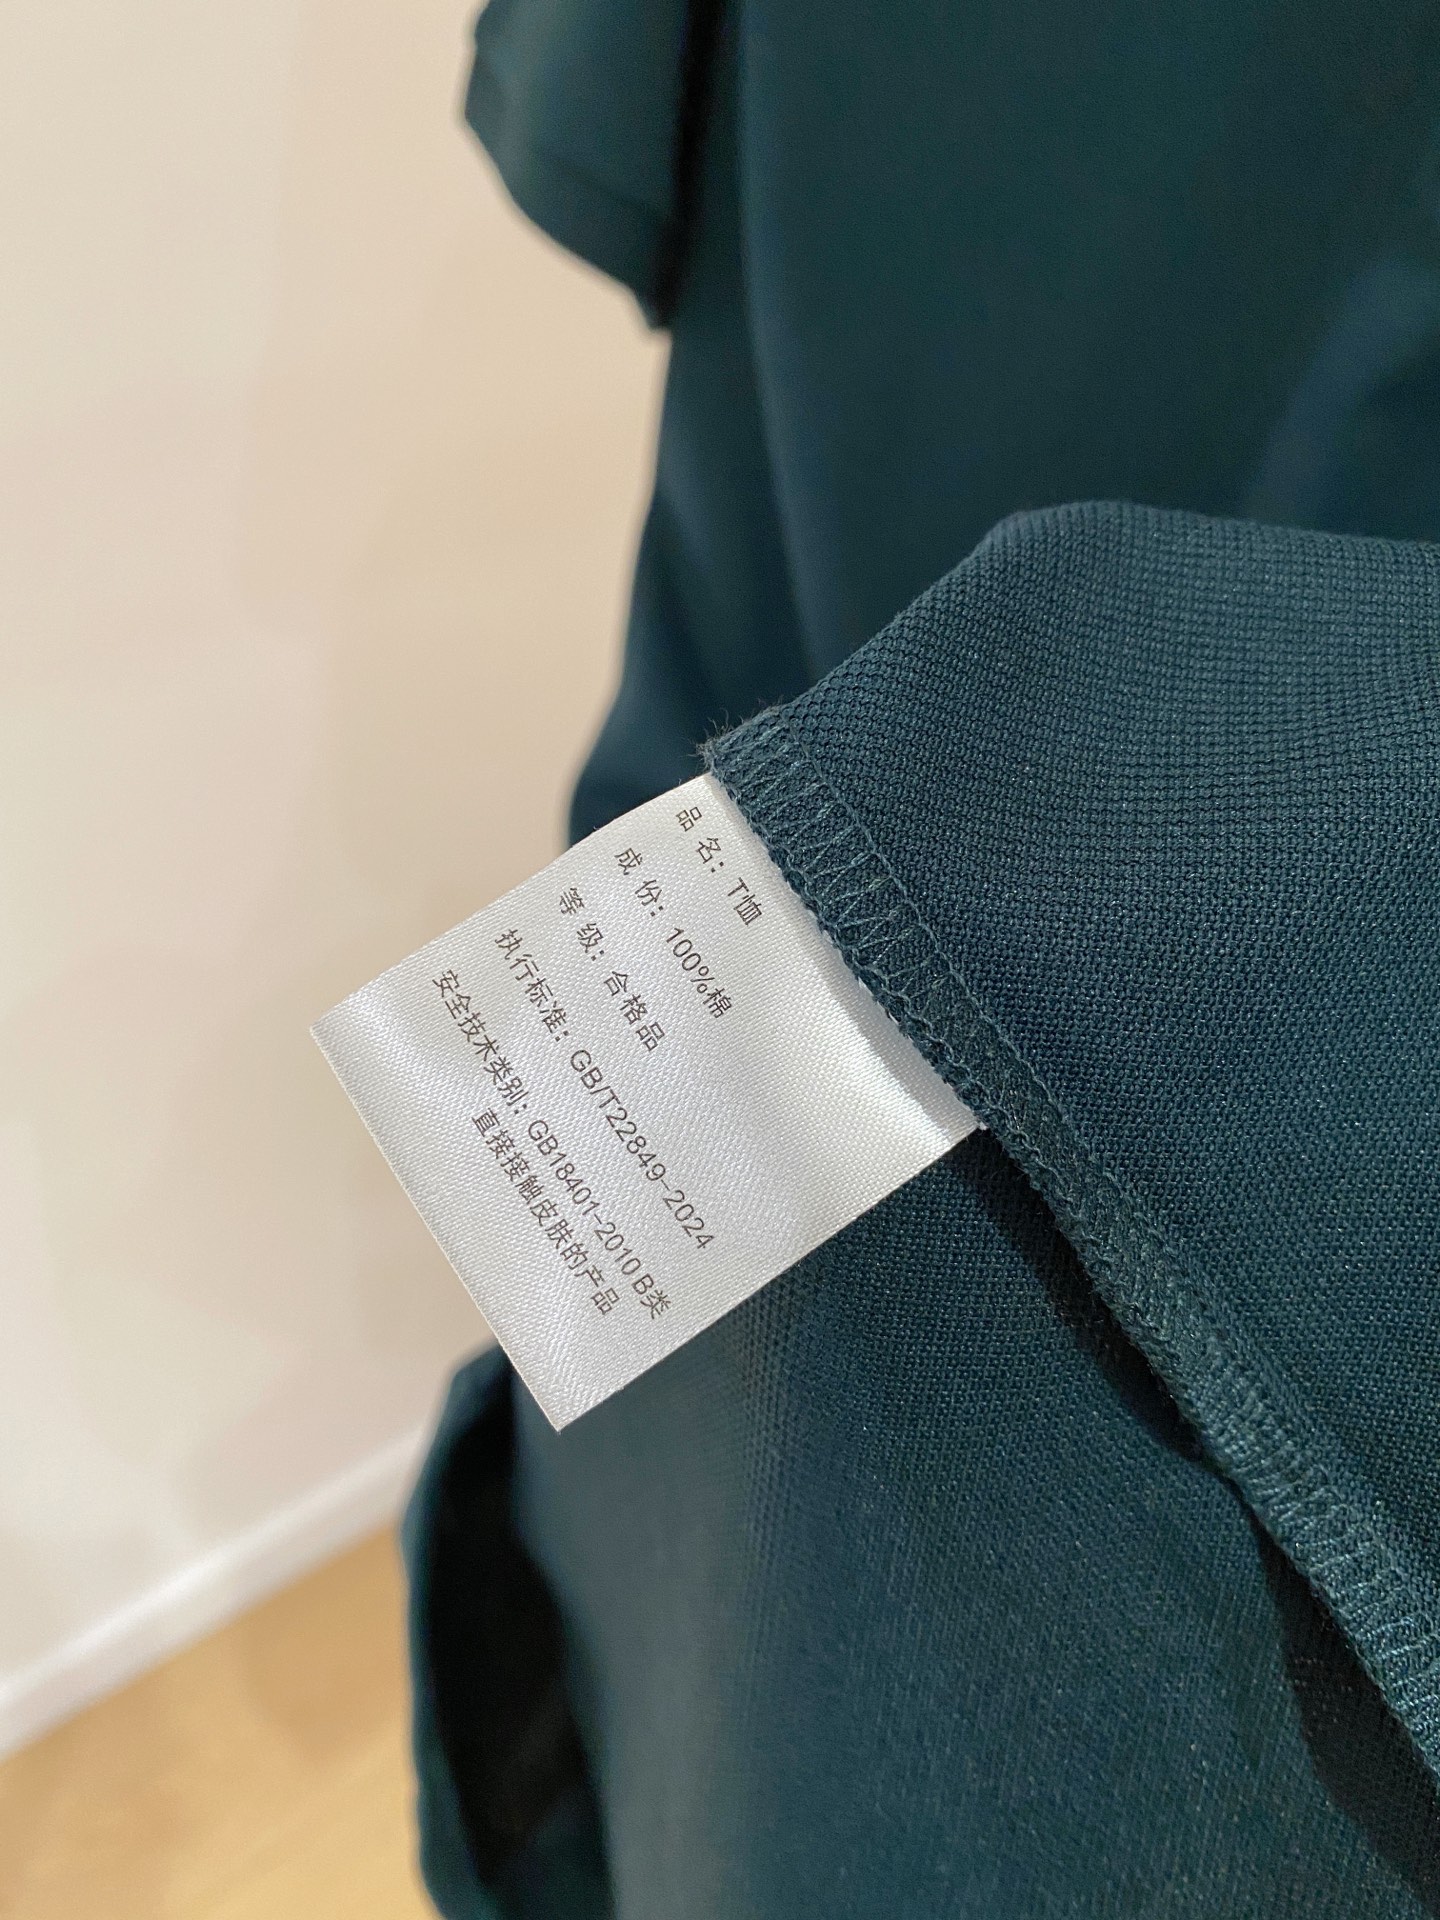 品 名：T恤
成 份：100%棉
等 级：合格品
执行标准：GB/T22849-2024
安全技术类别：GB18401-2010 B类
直接接触皮肤的产品